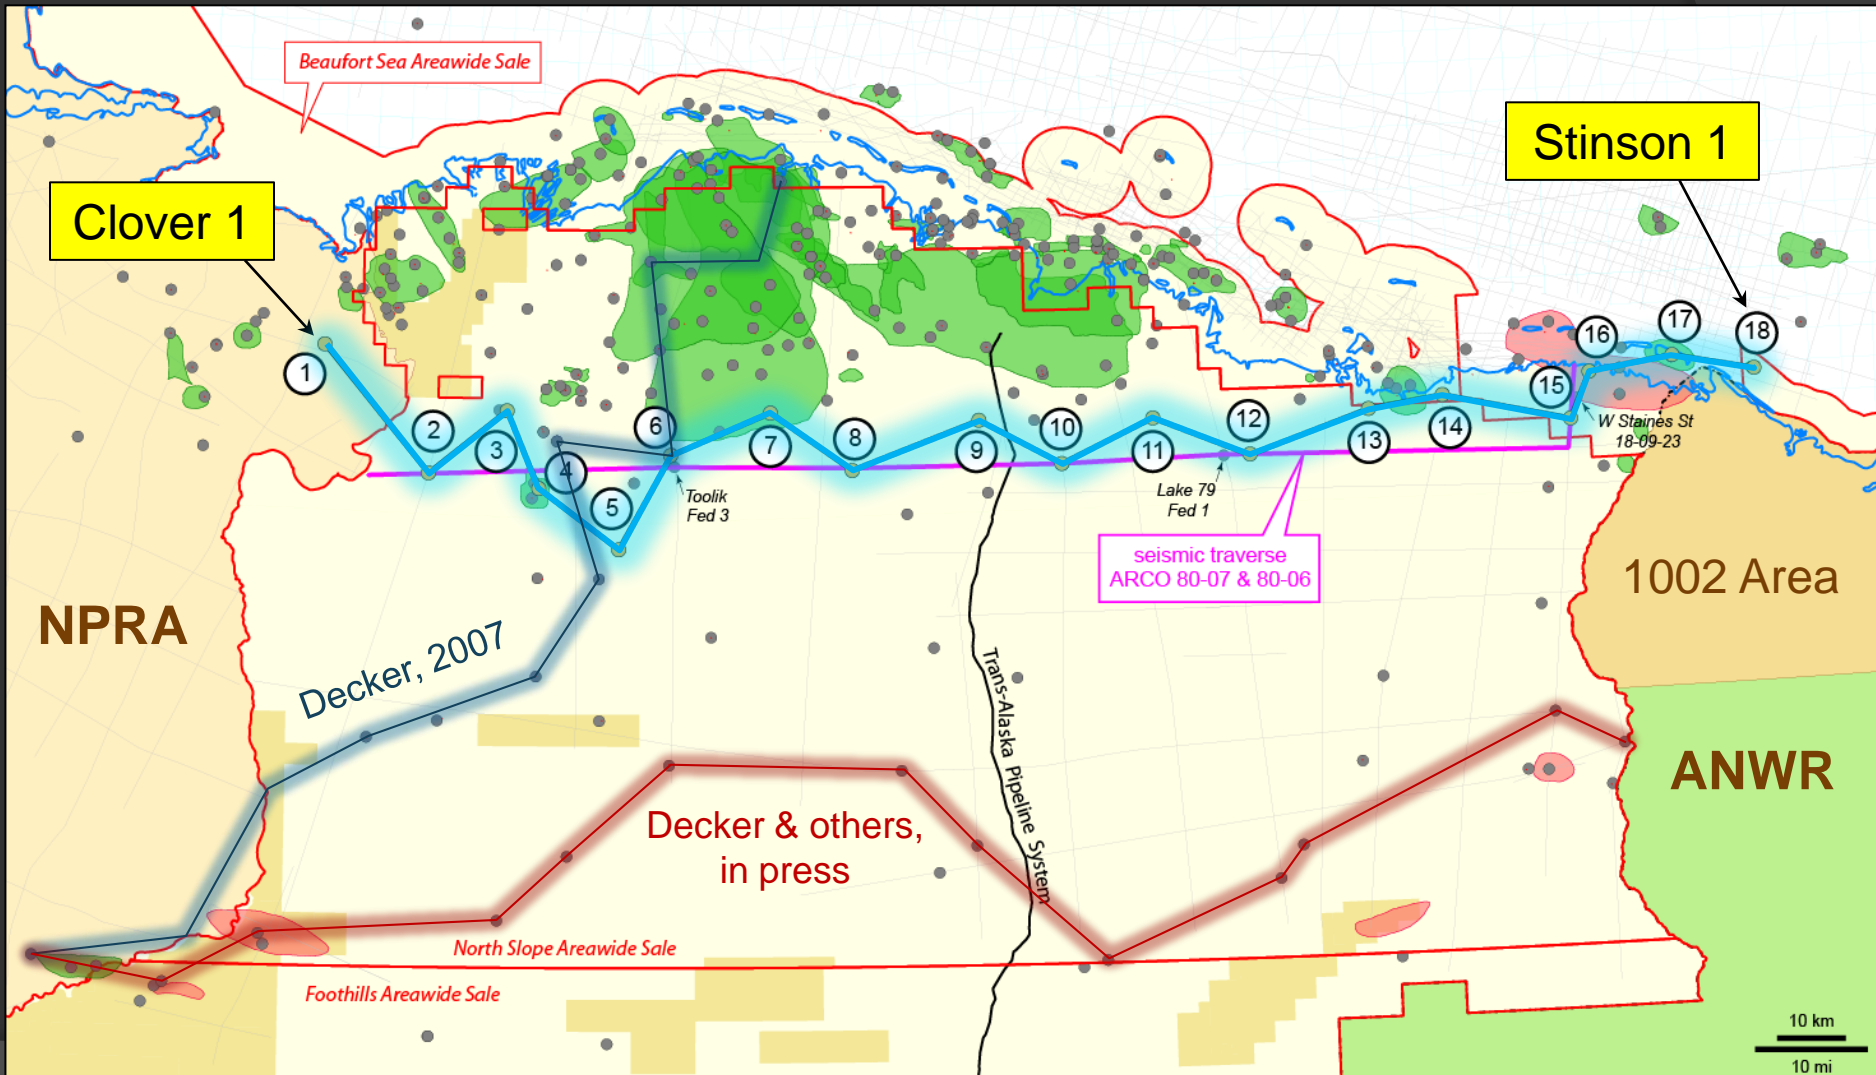 Beaufort Sea Areawide Sale
Stinson 1
Clover 1
1
2
3
4
5
6
7
8
9
10
11
12
13
14
15
16
17
18
W Staines St
18-09-23
Toolik
Fed 3
Lake 79
Fed 1
seismic traverse
ARCO 80-07 & 80-06
1002 Area
NPRA
Decker, 2007
Trans-Alaska Pipeline System
ANWR
Decker & others,
in press
North Slope Areawide Sale
Foothills Areawide Sale
10 km
10 mi